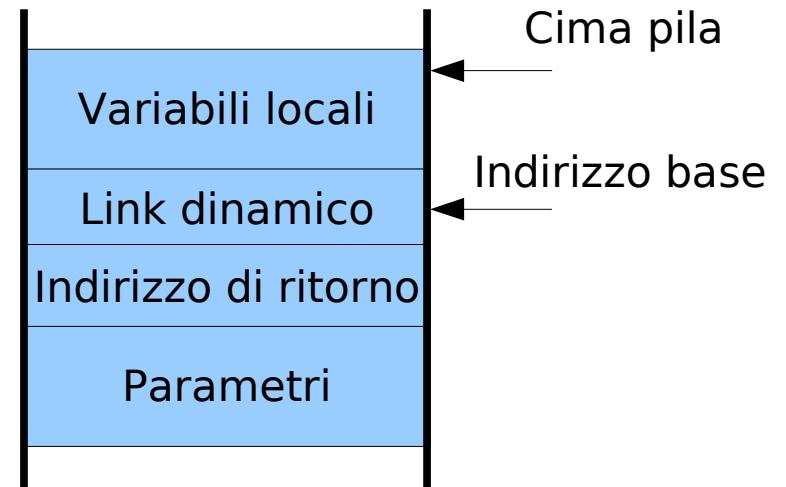 Cima pila
Variabili locali
Indirizzo base
Link dinamico
Indirizzo di ritorno
Parametri